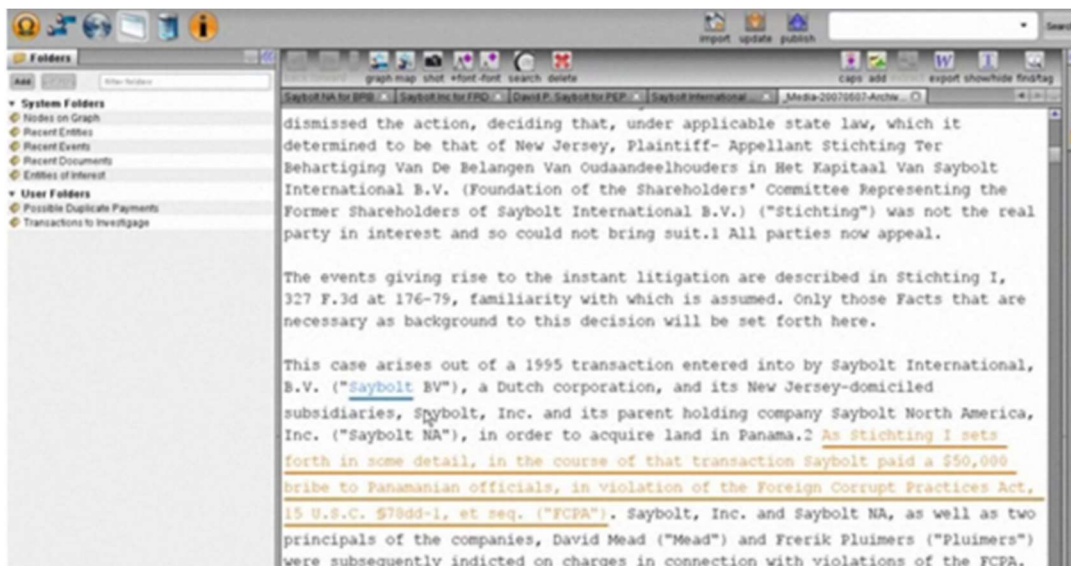 import update publish
Search
Folders
graph map shot +font -font search delete
caps add export show/hide find/tag
Add
Filter folders
Saybolt NA for BRB
Saybolt Inc for FRD
David P. Saybolt for PEP
Saybolt International ...
_Media-20070607-Archiv...
System Folders
Nodes on Graph
Recent Entities
Recent Events
Recent Documents
Entities of Interest
User Folders
Possible Duplicate Payments
Transactions to Investigage
dismissed the action, deciding that, under applicable state law, which it
determined to be that of New Jersey, Plaintiff- Appellant Stichting Ter
Behartiging Van De Belangen Van Oudaandeelhouders in Het Kapitaal Van Saybolt
International B.V. (Foundation of the Shareholders' Committee Representing the
Former Shareholders of Saybolt International B.V.) ("Stichting") was not the real
party in interest and so could not bring suit.1 All parties now appeal.
The events giving rise to the instant litigation are described in Stichting I,
327 F.3d at 176-79, familiarity with which is assumed. Only those Facts that are
necessary as background to this decision will be set forth here.
This case arises out of a 1995 transaction entered into by Saybolt International,
B.V. ("Saybolt BV"), a Dutch corporation, and its New Jersey-domiciled
subsidiaries, Saybolt, Inc. and its parent holding company Saybolt North America,
Inc. ("Saybolt NA"), in order to acquire land in Panama.2 As Stichting I sets
forth in some detail, in the course of that transaction Saybolt paid a $50,000
bribe to Panamanian officials, in violation of the Foreign Corrupt Practices Act,
15 U.S.C. §78dd-1, et seq. ("FCPA"). Saybolt, Inc. and Saybolt NA, as well as two
principals of the companies, David Mead ("Mead") and Frerik Pluimers ("Pluimers")
were subsequently indicted on charges in connection with violations of the FCPA.